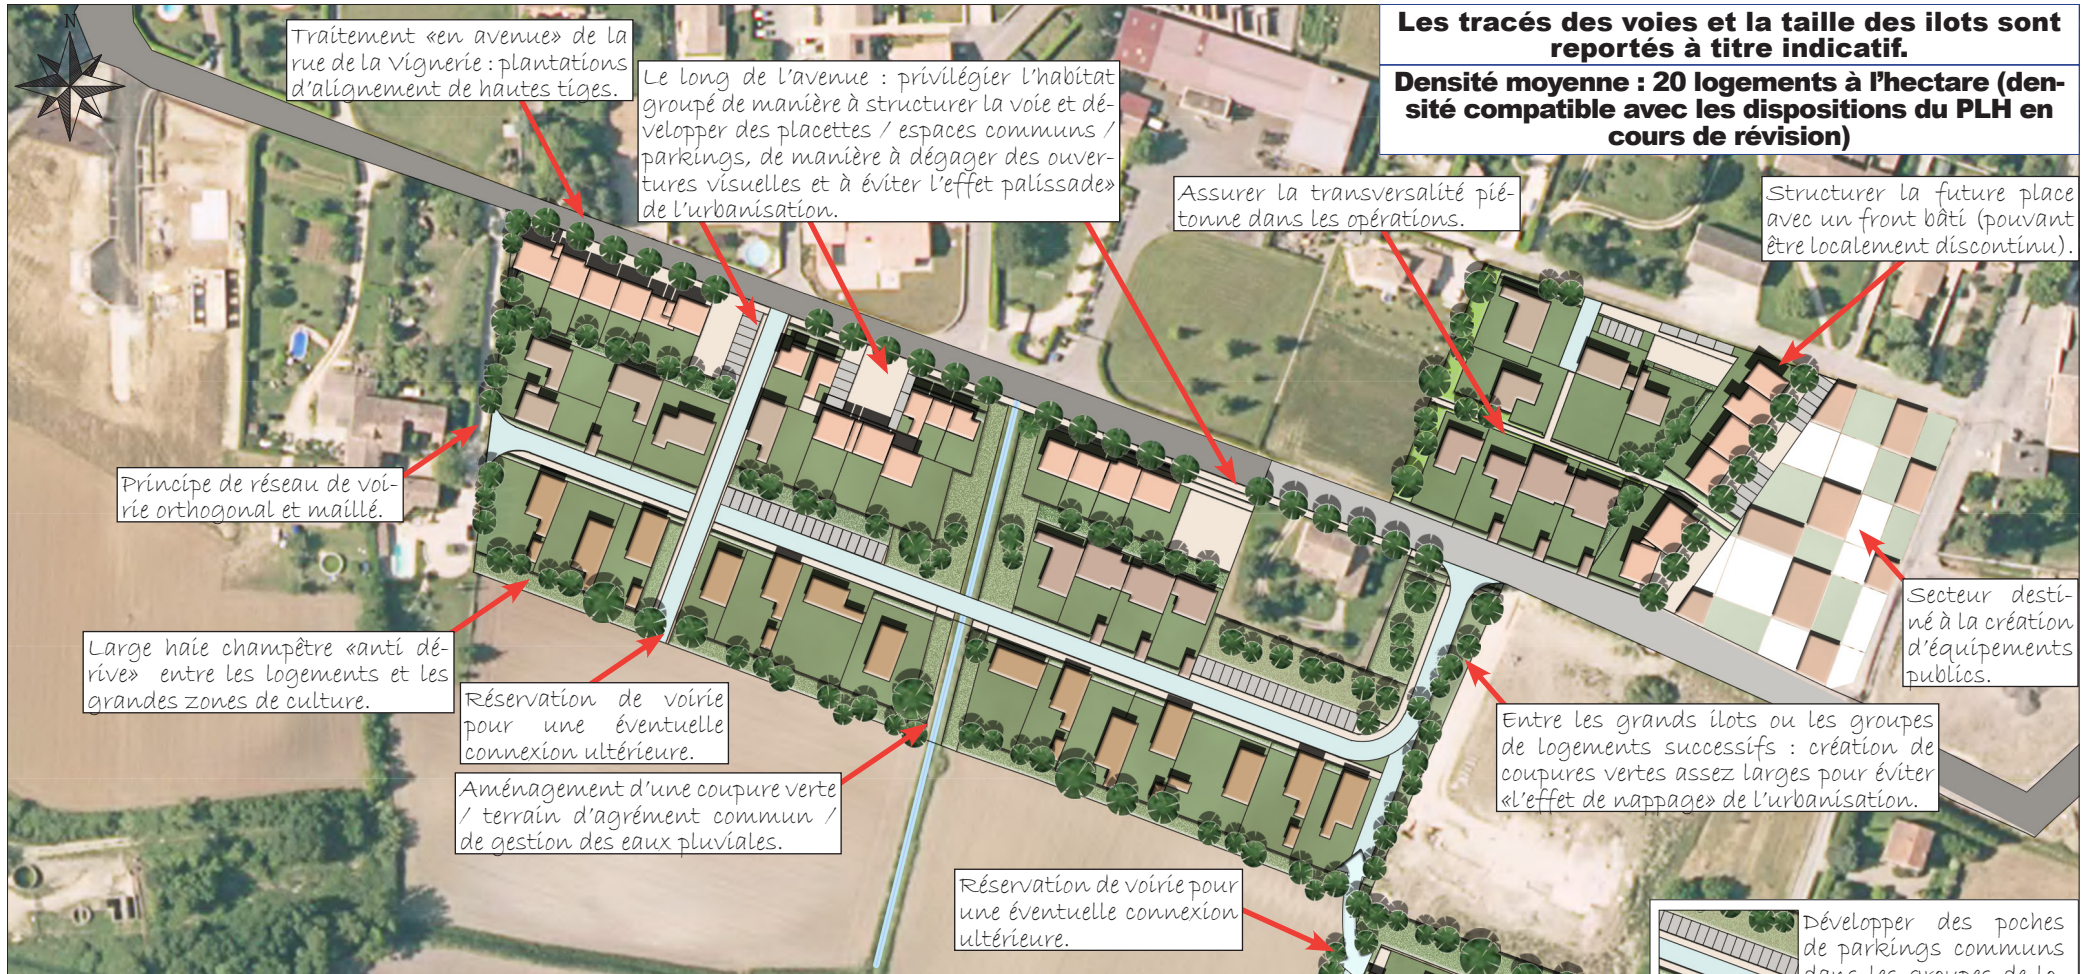 N
Les tracés des voies et la taille des ilots sont
reportés à titre indicatif.
Densité moyenne : 20 logements à l'hectare (den-
sité compatible avec les dispositions du PLH en
cours de révision)
Traitement «en avenue» de la
rue de la Vignerie : plantations
d'alignement de hautes tiges.
Le long de l'avenue : privilégier l'habitat
groupé de manière à structurer la voie et dé-
velopper des placettes / espaces communs /
parkings, de manière à dégager des ouver-
tures visuelles et à éviter l'effet palissade»
de l'urbanisation.
Assurer la transversalité pié-
tonne dans les opérations.
Structurer la future place
avec un front bâti (pouvant
être localement discontinu).
Principe de réseau de voi-
rie orthogonal et maillé.
Large haie champêtre «anti dé-
rive» entre les logements et les
grandes zones de culture.
Réservation de voirie
pour une éventuelle
connexion ultérieure.
Aménagement d'une coupure verte
/ terrain d'agrément commun /
de gestion des eaux pluviales.
Secteur desti-
né à la création
d'équipements
publics.
Entre les grands îlots ou les groupes
de logements successifs : création de
coupures vertes assez larges pour éviter
«l'effet de nappage» de l'urbanisation.
Réservation de voirie pour
une éventuelle connexion
ultérieure.
Développer des poches
de parkings communs
dans les groupes de lo-